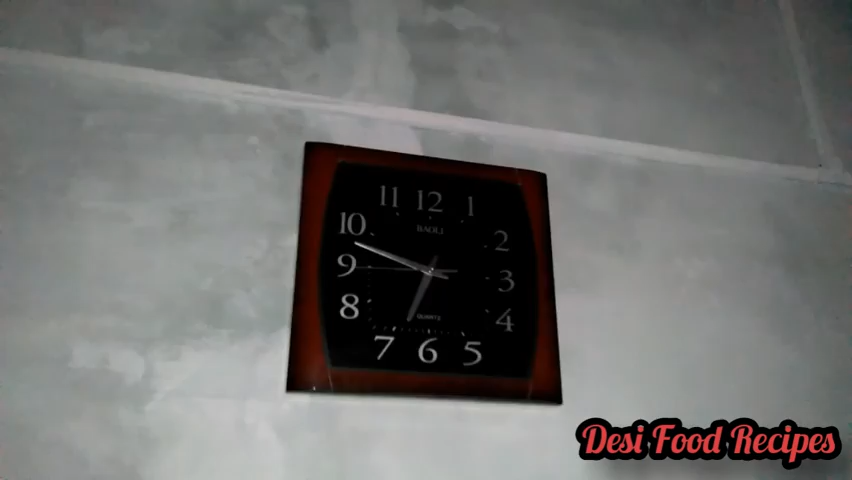 11 12 1
10 2
BAOLI
9 3
8 4
QUARTZ
7 6 5
Desi Food Recipes